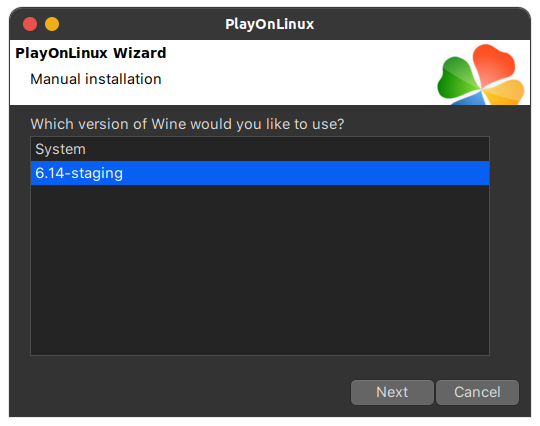 PlayOnLinux
PlayOnLinux Wizard
Manual installation
Which version of Wine would you like to use?
System
6.14-staging
Next
Cancel